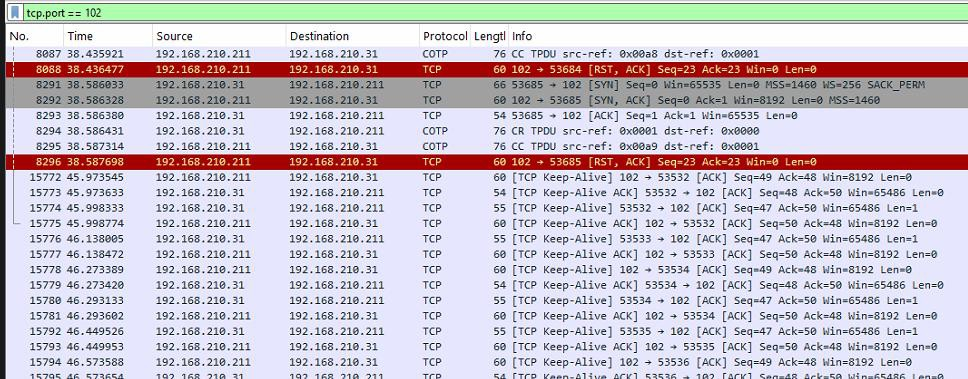 tcp.port == 102
No. Time Source Destination Protocol Lengtl Info
8087 38.435921 192.168.210.211 192.168.210.31 COTP 76 CC TPDU src-ref: 0x00a8 dst-ref: 0x0001
8088 38.436477 192.168.210.211 192.168.210.31 TCP 60 102 → 53684 [RST, ACK] Seq=23 Ack=23 Win=0 Len=0
8291 38.586033 192.168.210.31 192.168.210.211 TCP 66 53685 → 102 [SYN] Seq=0 Win=65535 Len=0 MSS=1460 WS=256 SACK_PERM
8292 38.586328 192.168.210.211 192.168.210.31 TCP 60 102 → 53685 [SYN, ACK] Seq=0 Ack=1 Win=8192 Len=0 MSS=1460
8293 38.586380 192.168.210.31 192.168.210.211 TCP 54 53685 → 102 [ACK] Seq=1 Ack=1 Win=65535 Len=0
8294 38.586431 192.168.210.31 192.168.210.211 COTP 76 CR TPDU src-ref: 0x0001 dst-ref: 0x0000
8295 38.587314 192.168.210.211 192.168.210.31 COTP 76 CC TPDU src-ref: 0x00a9 dst-ref: 0x0001
8296 38.587698 192.168.210.211 192.168.210.31 TCP 60 102 → 53685 [RST, ACK] Seq=23 Ack=23 Win=0 Len=0
15772 45.973545 192.168.210.211 192.168.210.31 TCP 60 [TCP Keep-Alive] 102 → 53532 [ACK] Seq=49 Ack=48 Win=8192 Len=0
15773 45.973633 192.168.210.31 192.168.210.211 TCP 54 [TCP Keep-Alive ACK] 53532 → 102 [ACK] Seq=48 Ack=50 Win=65486 Len=0
15774 45.998333 192.168.210.31 192.168.210.211 TCP 55 [TCP Keep-Alive] 53532 → 102 [ACK] Seq=47 Ack=50 Win=65486 Len=1
15775 45.998774 192.168.210.211 192.168.210.31 TCP 60 [TCP Keep-Alive ACK] 102 → 53532 [ACK] Seq=50 Ack=48 Win=8192 Len=0
15776 46.138005 192.168.210.31 192.168.210.211 TCP 55 [TCP Keep-Alive] 53533 → 102 [ACK] Seq=47 Ack=50 Win=65486 Len=1
15777 46.138472 192.168.210.211 192.168.210.31 TCP 60 [TCP Keep-Alive ACK] 102 → 53533 [ACK] Seq=50 Ack=48 Win=8192 Len=0
15778 46.273389 192.168.210.211 192.168.210.31 TCP 60 [TCP Keep-Alive] 102 → 53534 [ACK] Seq=49 Ack=48 Win=8192 Len=0
15779 46.273420 192.168.210.31 192.168.210.211 TCP 54 [TCP Keep-Alive ACK] 53534 → 102 [ACK] Seq=48 Ack=50 Win=65486 Len=0
15780 46.293133 192.168.210.31 192.168.210.211 TCP 55 [TCP Keep-Alive] 53534 → 102 [ACK] Seq=47 Ack=50 Win=65486 Len=1
15781 46.293602 192.168.210.211 192.168.210.31 TCP 60 [TCP Keep-Alive ACK] 102 → 53534 [ACK] Seq=50 Ack=48 Win=8192 Len=0
15792 46.449526 192.168.210.31 192.168.210.211 TCP 55 [TCP Keep-Alive] 53535 → 102 [ACK] Seq=47 Ack=50 Win=65486 Len=1
15793 46.449953 192.168.210.211 192.168.210.31 TCP 60 [TCP Keep-Alive ACK] 102 → 53535 [ACK] Seq=50 Ack=48 Win=8192 Len=0
15794 46.573588 192.168.210.211 192.168.210.31 TCP 60 [TCP Keep-Alive] 102 → 53536 [ACK] Seq=49 Ack=48 Win=8192 Len=0
15795 46.573654 192.168.210.31 192.168.210.211 TCP 54 [TCP Keep-Alive ACK] 53536 → 102 [ACK] Seq=48 Ack=50 Win=65486 Len=0